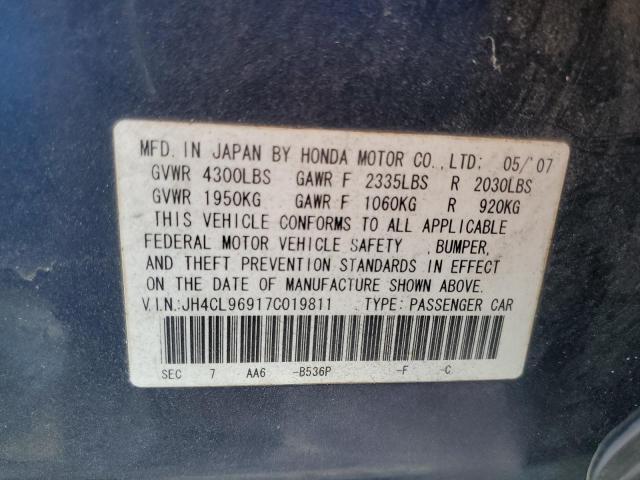 MFD. IN JAPAN BY HONDA MOTOR CO., LTD: 05/'07
GVWR 4300LBS GAWR F 2335LBS R 2030LBS
GVWR 1950KG GAWR F 1060KG R 920KG
THIS VEHICLE CONFORMS TO ALL APPLICABLE
FEDERAL MOTOR VEHICLE SAFETY ,BUMPER,
AND THEFT PREVENTION STANDARDS IN EFFECT
ON THE DATE OF MANUFACTURE SHOWN ABOVE.
V.I.N.:JH4CL96917C019811 TYPE: PASSENGER CAR
SEC 7 AA6 -B536P -F -C